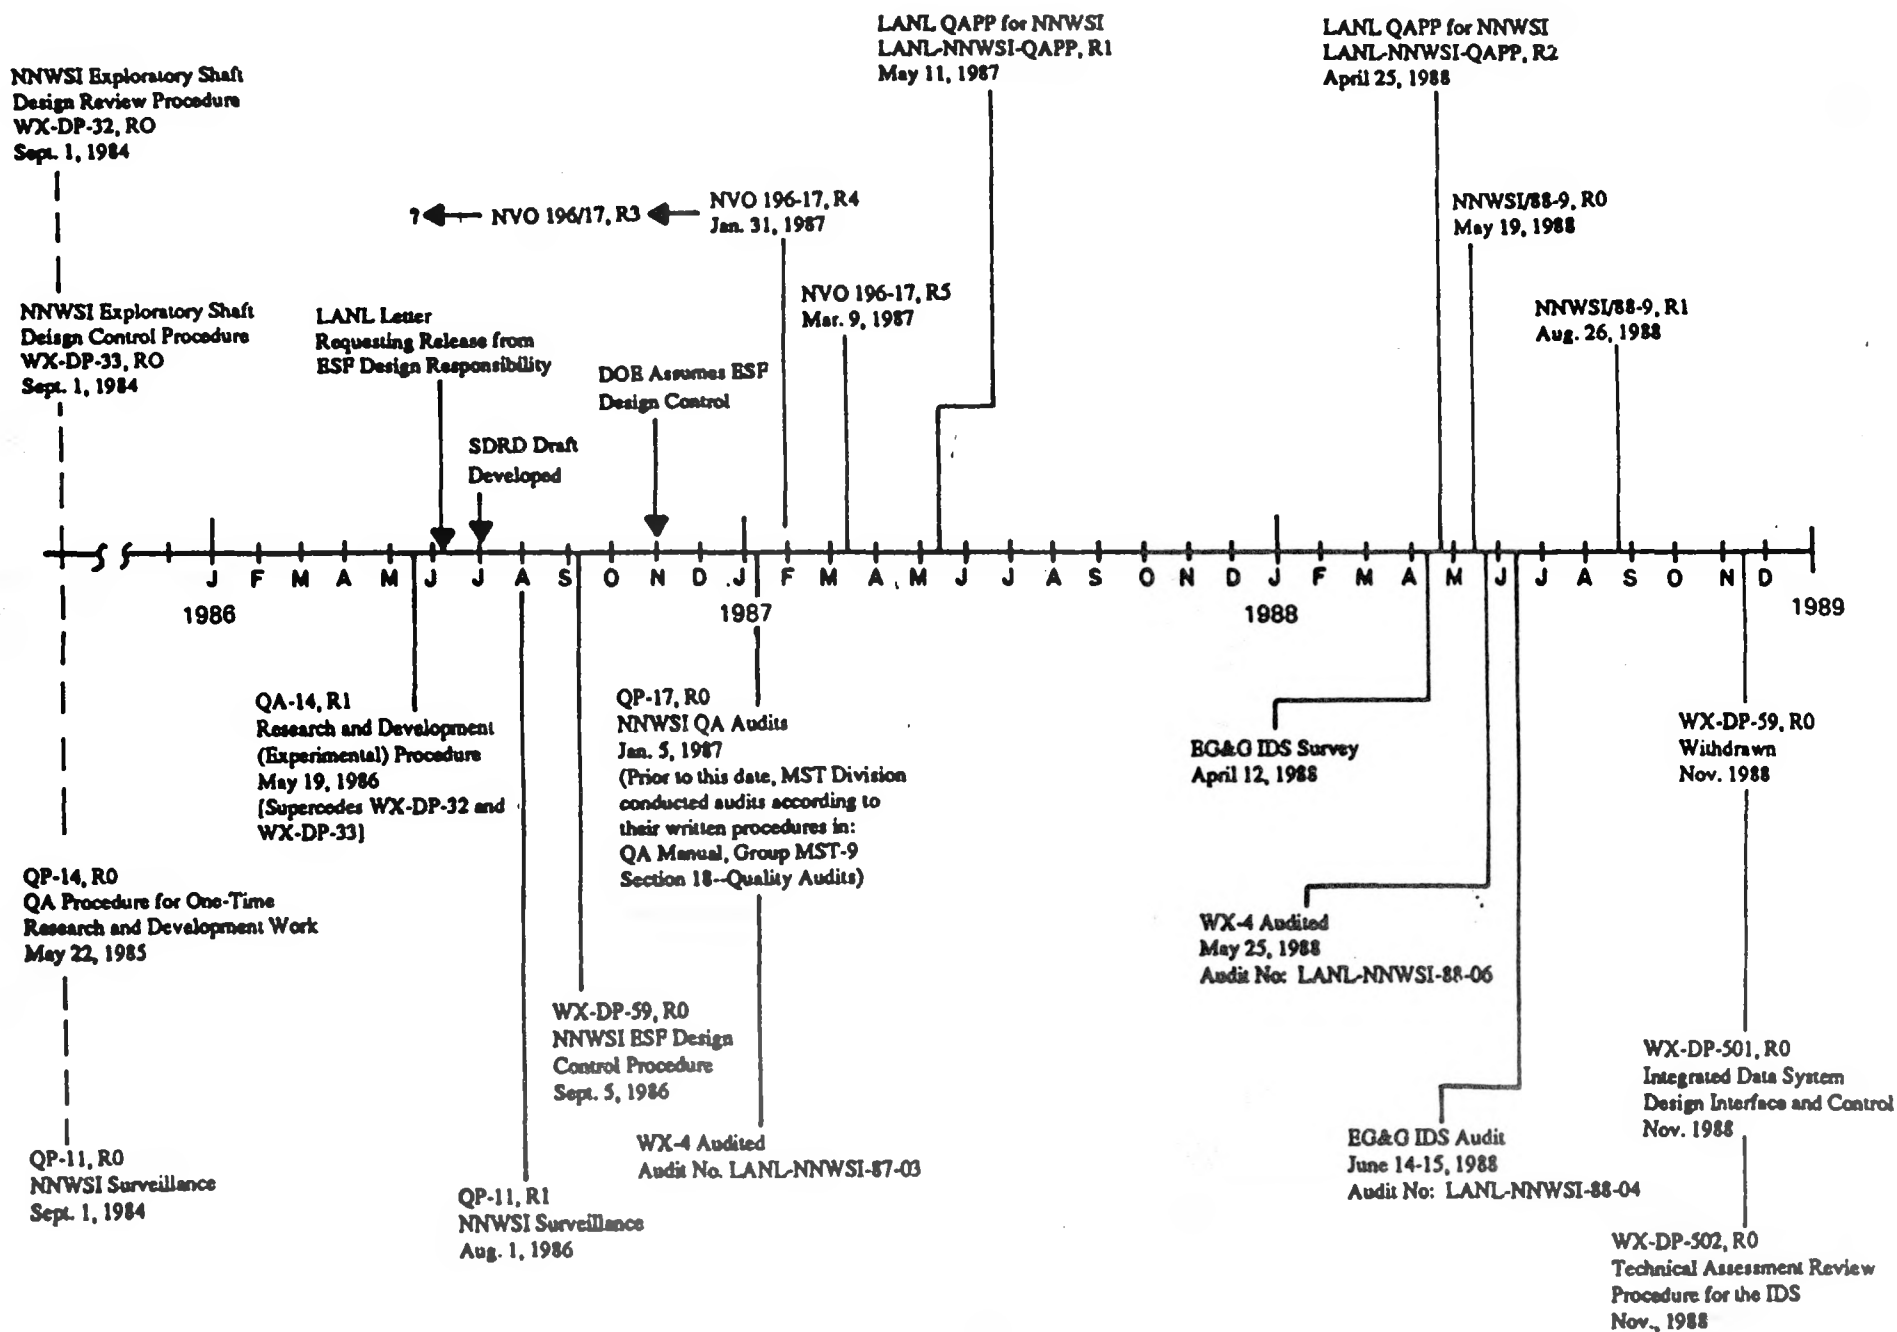 LANL QAPP for NNWSI
LANL-NNWSI-QAPP, R1
May 11, 1987
LANL QAPP for NNWSI
LANL-NNWSI-QAPP, R2
April 25, 1988
NNWSI Exploratory Shaft
Design Review Procedure
WX-DP-32, RO
Sept. 1, 1984
? NVO 196/17, R3
NVO 196-17, R4
Jan. 31, 1987
NNWSI/88-9, R0
May 19, 1988
NNWSI Exploratory Shaft
Deisgn Control Procedure
WX-DP-33, RO
Sept. 1, 1984
LANL Letter
Requesting Release from
ESF Design Responsibility
NVO 196-17, R5
Mar. 9, 1987
NNWSI/88-9, R1
Aug. 26, 1988
DOE Assumes ESF
Design Control
SDRD Draft
Developed
J F M A M J J A S O N D J F M A M J J A S O N D J F M A M J J A S O N D
1986 1987 1988 1989
QA-14, R1
Research and Development
(Experimental) Procedure
May 19, 1986
[Supercedes WX-DP-32 and
WX-DP-33]
QP-17, R0
NNWSI QA Audits
Jan. 5, 1987
(Prior to this date, MST Division
conducted audits according to
their written procedures in:
QA Manual, Group MST-9
Section 18--Quality Audits)
EG&G IDS Survey
April 12, 1988
WX-DP-59, R0
Withdrawn
Nov. 1988
QP-14, R0
QA Procedure for One-Time
Research and Development Work
May 22, 1985
WX-4 Audited
May 25, 1988
Audit No: LANL-NNWSI-88-06
WX-DP-59, R0
NNWSI ESF Design
Control Procedure
Sept. 5, 1986
WX-DP-501, R0
Integrated Data System
Design Interface and Control
Nov. 1988
WX-4 Audited
Audit No. LANL-NNWSI-87-03
EG&G IDS Audit
June 14-15, 1988
Audit No: LANL-NNWSI-88-04
QP-11, R0
NNWSI Surveillance
Sept. 1, 1984
QP-11, R1
NNWSI Surveillance
Aug. 1, 1986
WX-DP-502, R0
Technical Assessment Review
Procedure for the IDS
Nov., 1988